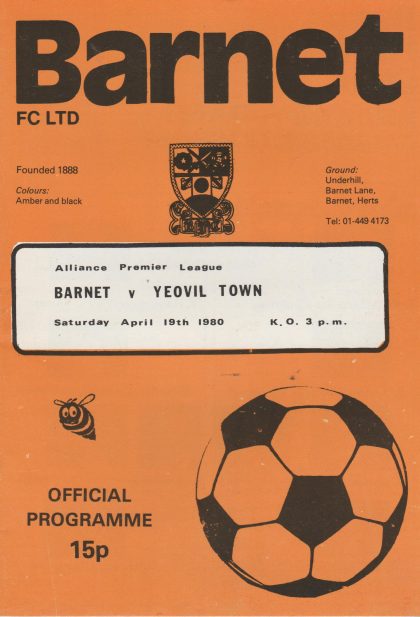 Barnet
FC LTD
Founded 1888
Colours:
Amber and black
Ground:
Underhill,
Barnet Lane,
Barnet, Herts
Tel: 01-449 4173
Alliance Premier League
BARNET v YEOVIL TOWN
Saturday April 19th 1980 K.O. 3 p.m.
OFFICIAL
PROGRAMME
15p